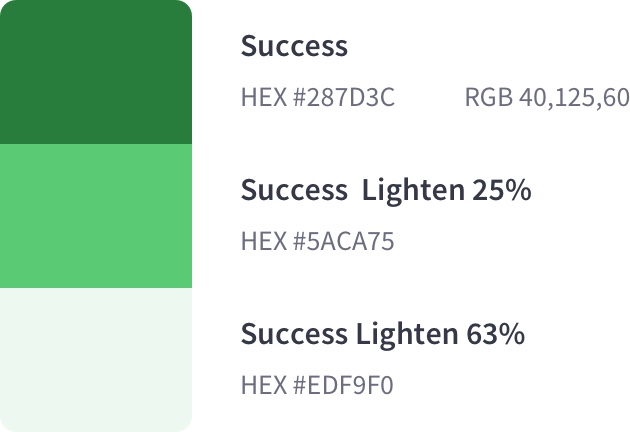 Success
HEX #287D3C RGB 40,125,60
Success Lighten 25%
HEX #5ACA75
Success Lighten 63%
HEX #EDF9F0